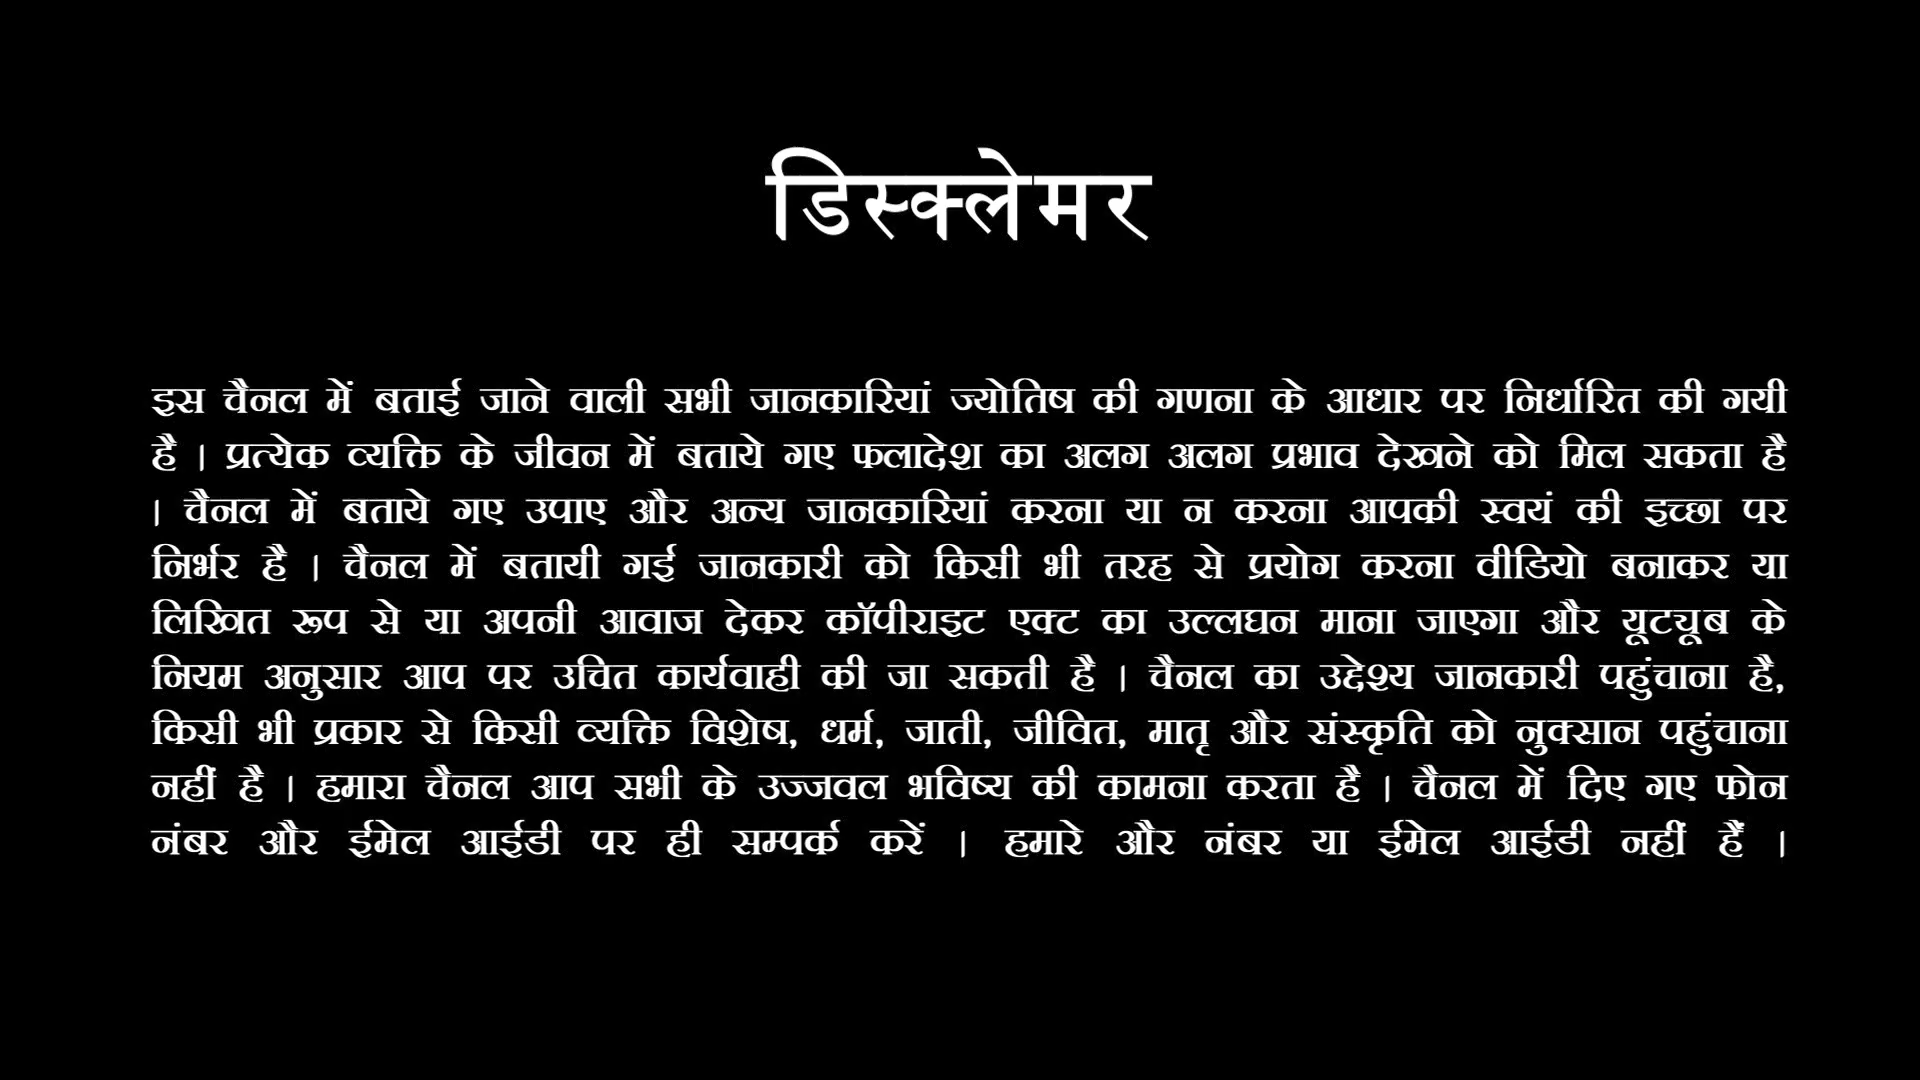 डिस्क्लेमर
इस चैनल में बताई जाने वाली सभी जानकारियां ज्योतिष की गणना के आधार पर निर्धारित की गयी
है । प्रत्येक व्यक्ति के जीवन में बताये गए फलादेश का अलग अलग प्रभाव देखने को मिल सकता है
। चैनल में बताये गए उपाए और अन्य जानकारियां करना या न करना आपकी स्वयं की इच्छा पर
निर्भर है । चैनल में बतायी गई जानकारी को किसी भी तरह से प्रयोग करना वीडियो बनाकर या
लिखित रूप से या अपनी आवाज देकर कॉपीराइट एक्ट का उल्लघन माना जाएगा और यूट्यूब के
नियम अनुसार आप पर उचित कार्यवाही की जा सकती है । चैनल का उद्देश्य जानकारी पहुंचाना है,
किसी भी प्रकार से किसी व्यक्ति विशेष, धर्म, जाती, जीवित, मातृ और संस्कृति को नुक्सान पहुंचाना
नहीं है । हमारा चैनल आप सभी के उज्जवल भविष्य की कामना करता है । चैनल में दिए गए फोन
नंबर और ईमेल आईडी पर ही सम्पर्क करें । हमारे और नंबर या ईमेल आईडी नहीं हैं ।